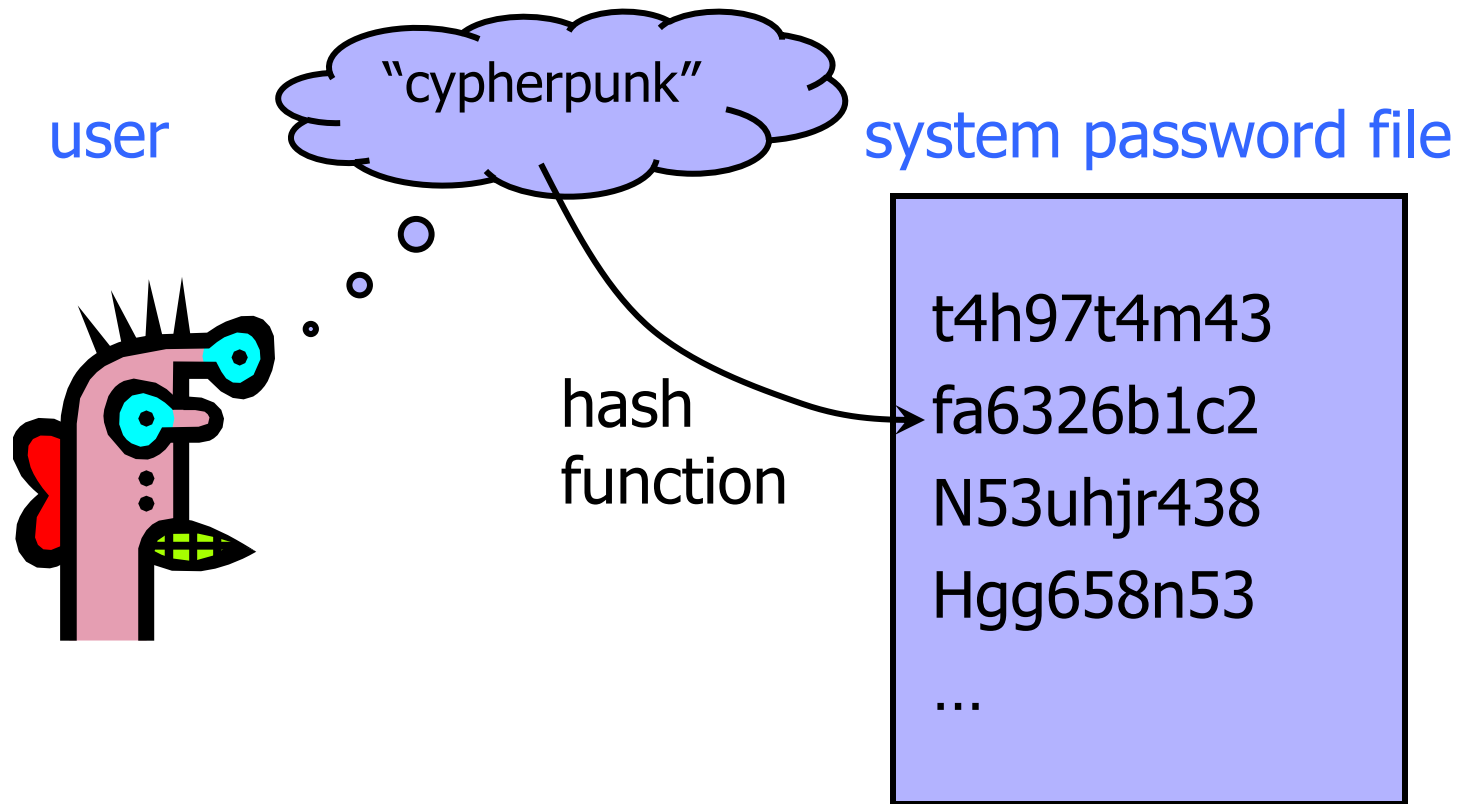 “cypherpunk”
user
system password file
hash
function
t4h97t4m43
fa6326b1c2
N53uhjr438
Hgg658n53
…